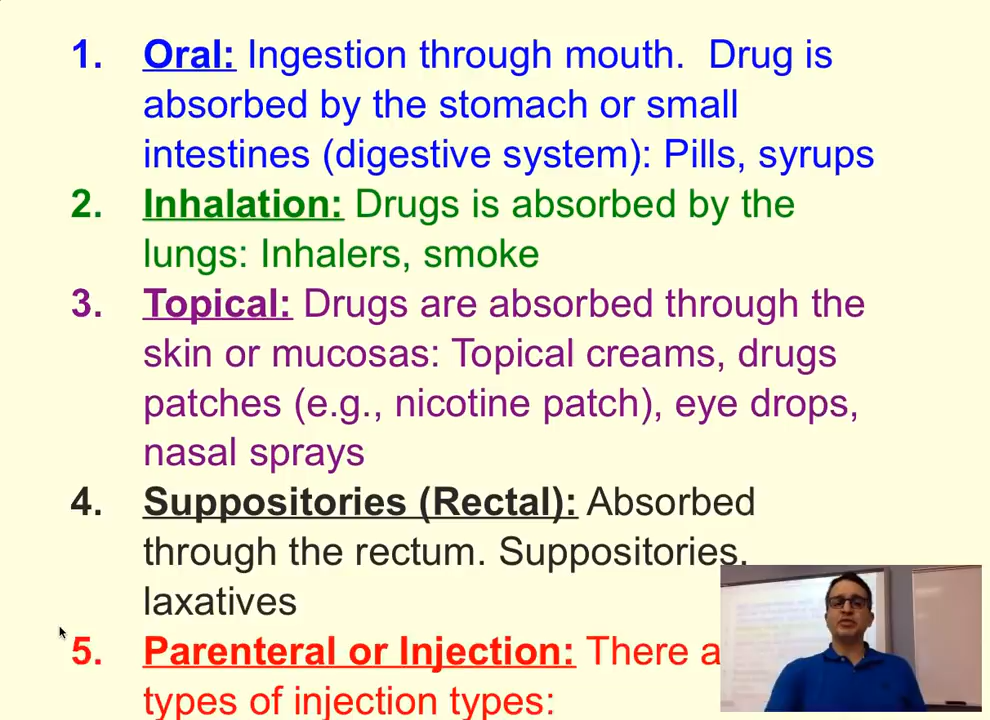 1. Oral: Ingestion through mouth. Drug is
absorbed by the stomach or small
intestines (digestive system): Pills, syrups
2. Inhalation: Drugs is absorbed by the
lungs: Inhalers, smoke
3. Topical: Drugs are absorbed through the
skin or mucosas: Topical creams, drugs
patches (e.g., nicotine patch), eye drops,
nasal sprays
4. Suppositories (Rectal): Absorbed
through the rectum. Suppositories,
laxatives
5. Parenteral or Injection: There
types of injection types: